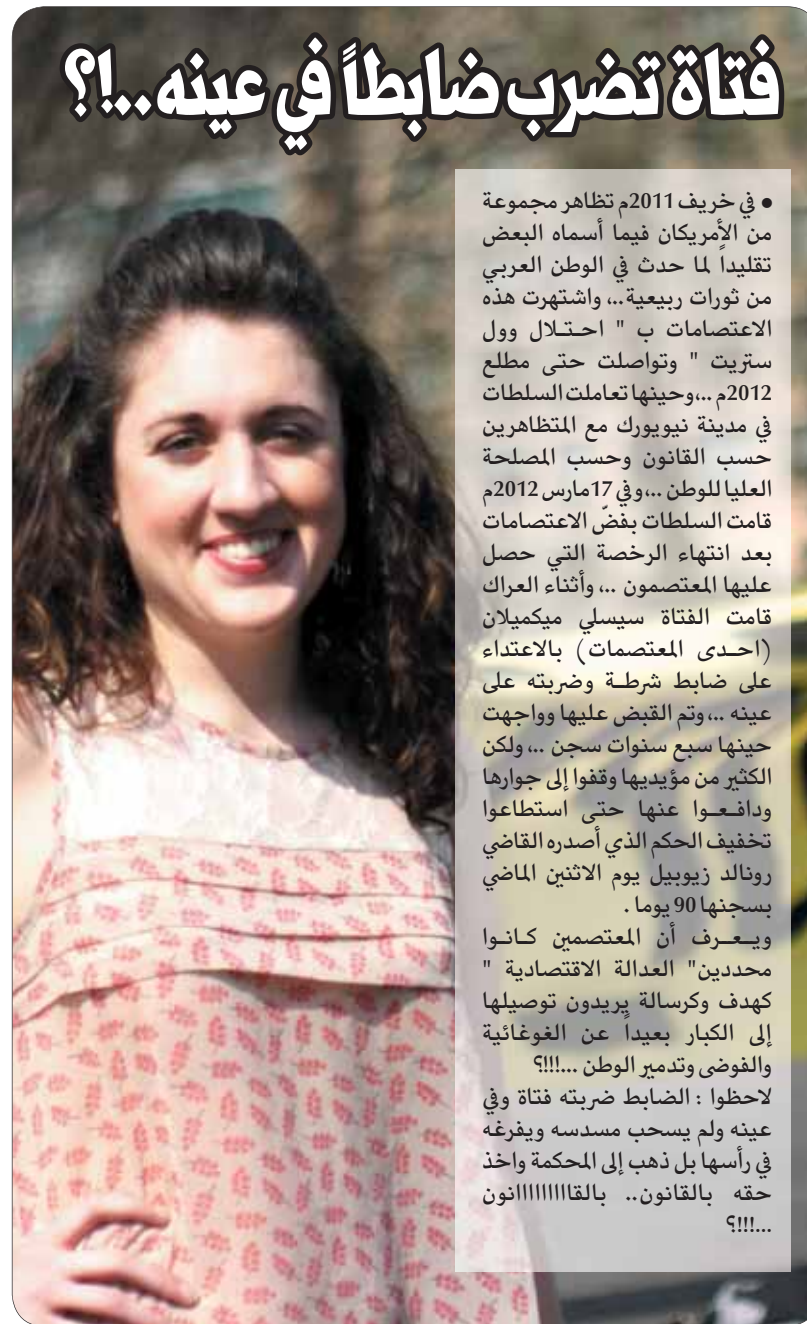 فتاة تضرب ضابطاً في عينه..!؟
• في خريف 2011م تظاهر مجموعة
من الأمريكان فيما أسماه البعض
تقليداً لما حدث في الوطن العربي
من ثورات ربيعية..، واشتهرت هذه
الاعتصامات ب " احتلال وول
ستريت " وتواصلت حتى مطلع
2012م ..،وحينها تعاملت السلطات
في مدينة نيويورك مع المتظاهرين
حسب القانون وحسب المصلحة
العليا للوطن ..،وفي 17مارس 2012م
قامت السلطات بفضّ الاعتصامات
بعد انتهاء الرخصة التي حصل
عليها المعتصمون ..، وأثناء العراك
قامت الفتاة سيسلي ميكميلان
(احدى المعتصمات) بالاعتداء
على ضابط شرطة وضربته على
عينه ..،وتم القبض عليها وواجهت
حينها سبع سنوات سجن ..، ولكن
الكثير من مؤيديها وقفوا إلى جوارها
ودافعوا عنها حتى استطاعوا
تخفيف الحكم الذي أصدره القاضي
رونالد زيوبيل يوم الاثنين الماضي
بسجنها 90 يوما .
ويعرف أن المعتصمين كانوا
محددين" العدالة الاقتصادية "
كهدف وكرسالة يريدون توصيلها
إلى الكبار بعيداً عن الغوغائية
والفوضى وتدمير الوطن ...!!!؟
لاحظوا : الضابط ضربته فتاة وفي
عينه ولم يسحب مسدسه ويفرغه
في رأسها بل ذهب إلى المحكمة واخذ
حقه بالقانون.. بالقاااااااااانون
...!!!؟